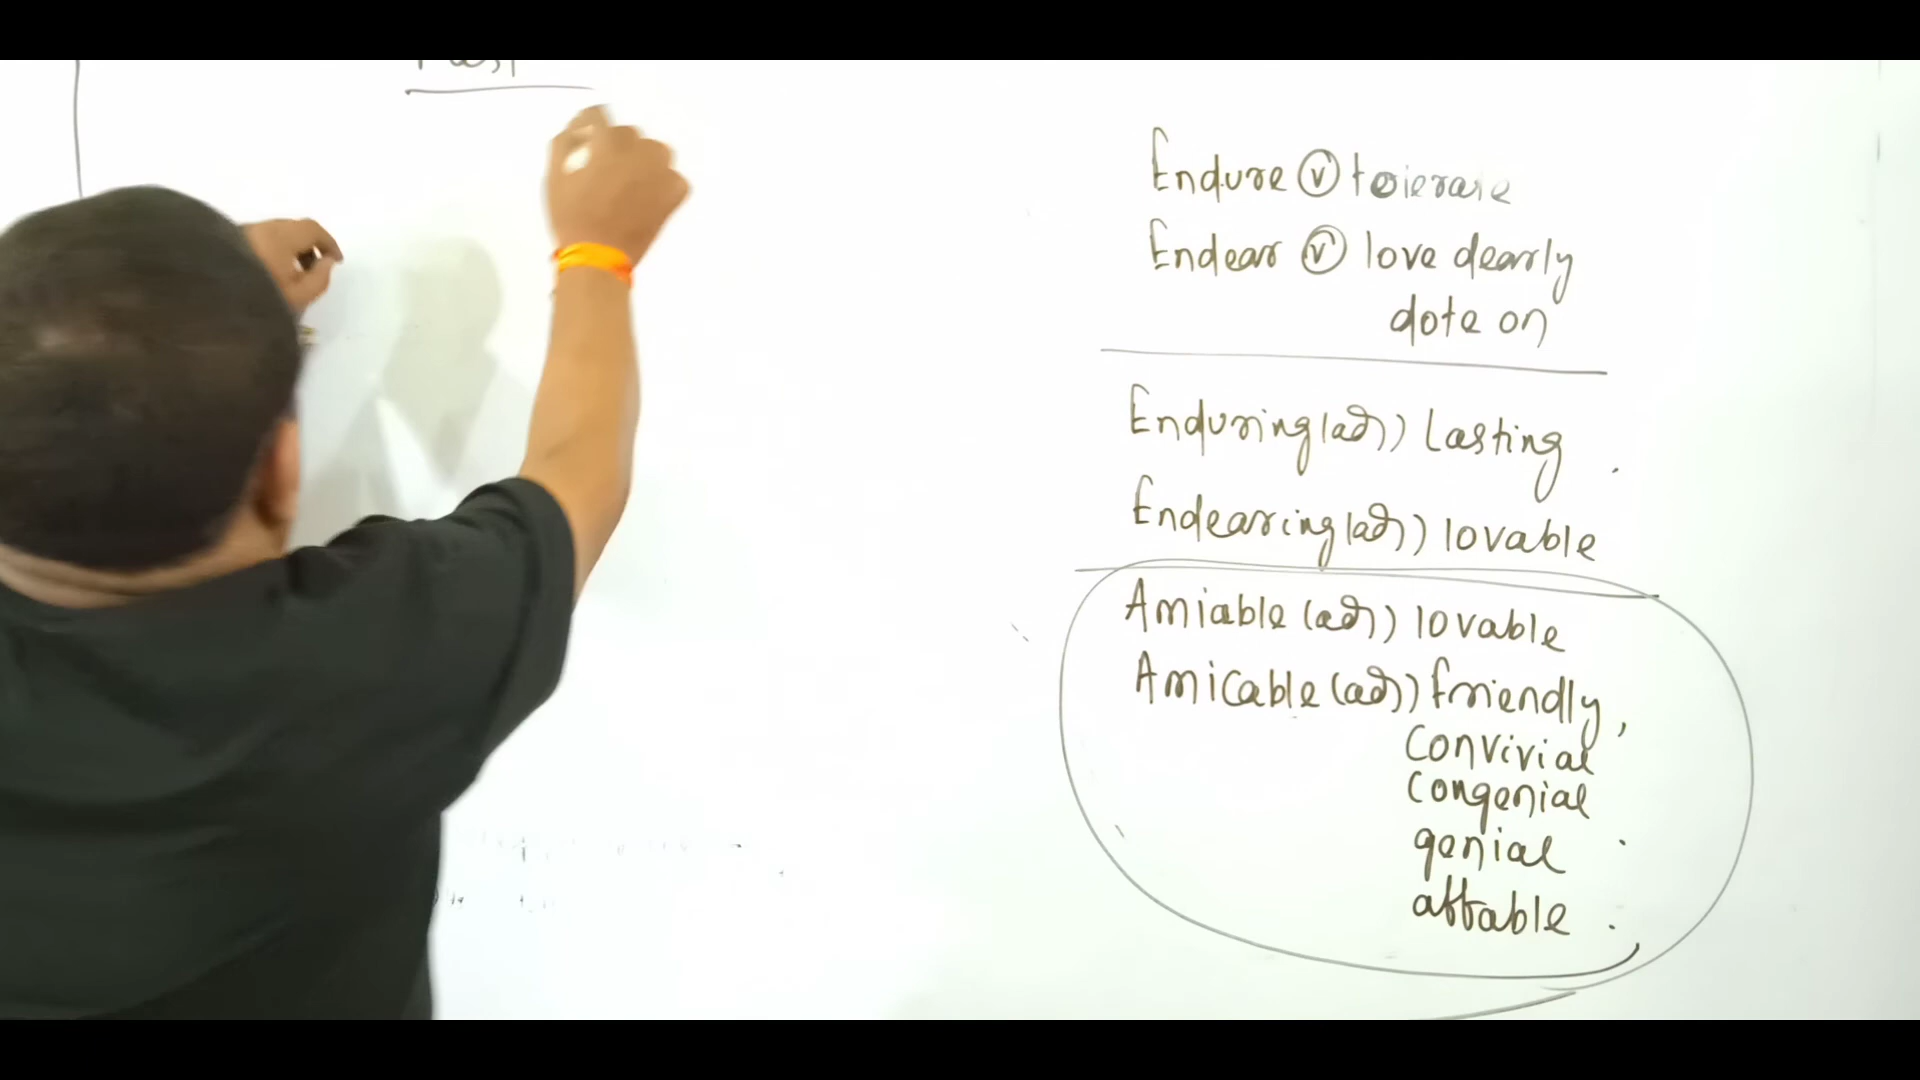 Endure (v) tolerate
Endear (v) love dearly
dote on
Enduring (adj) Lasting
Endearing (adj) lovable
Amiable (adj) lovable
Amicable (adj) friendly,
Convivial
Congenial
genial
affable